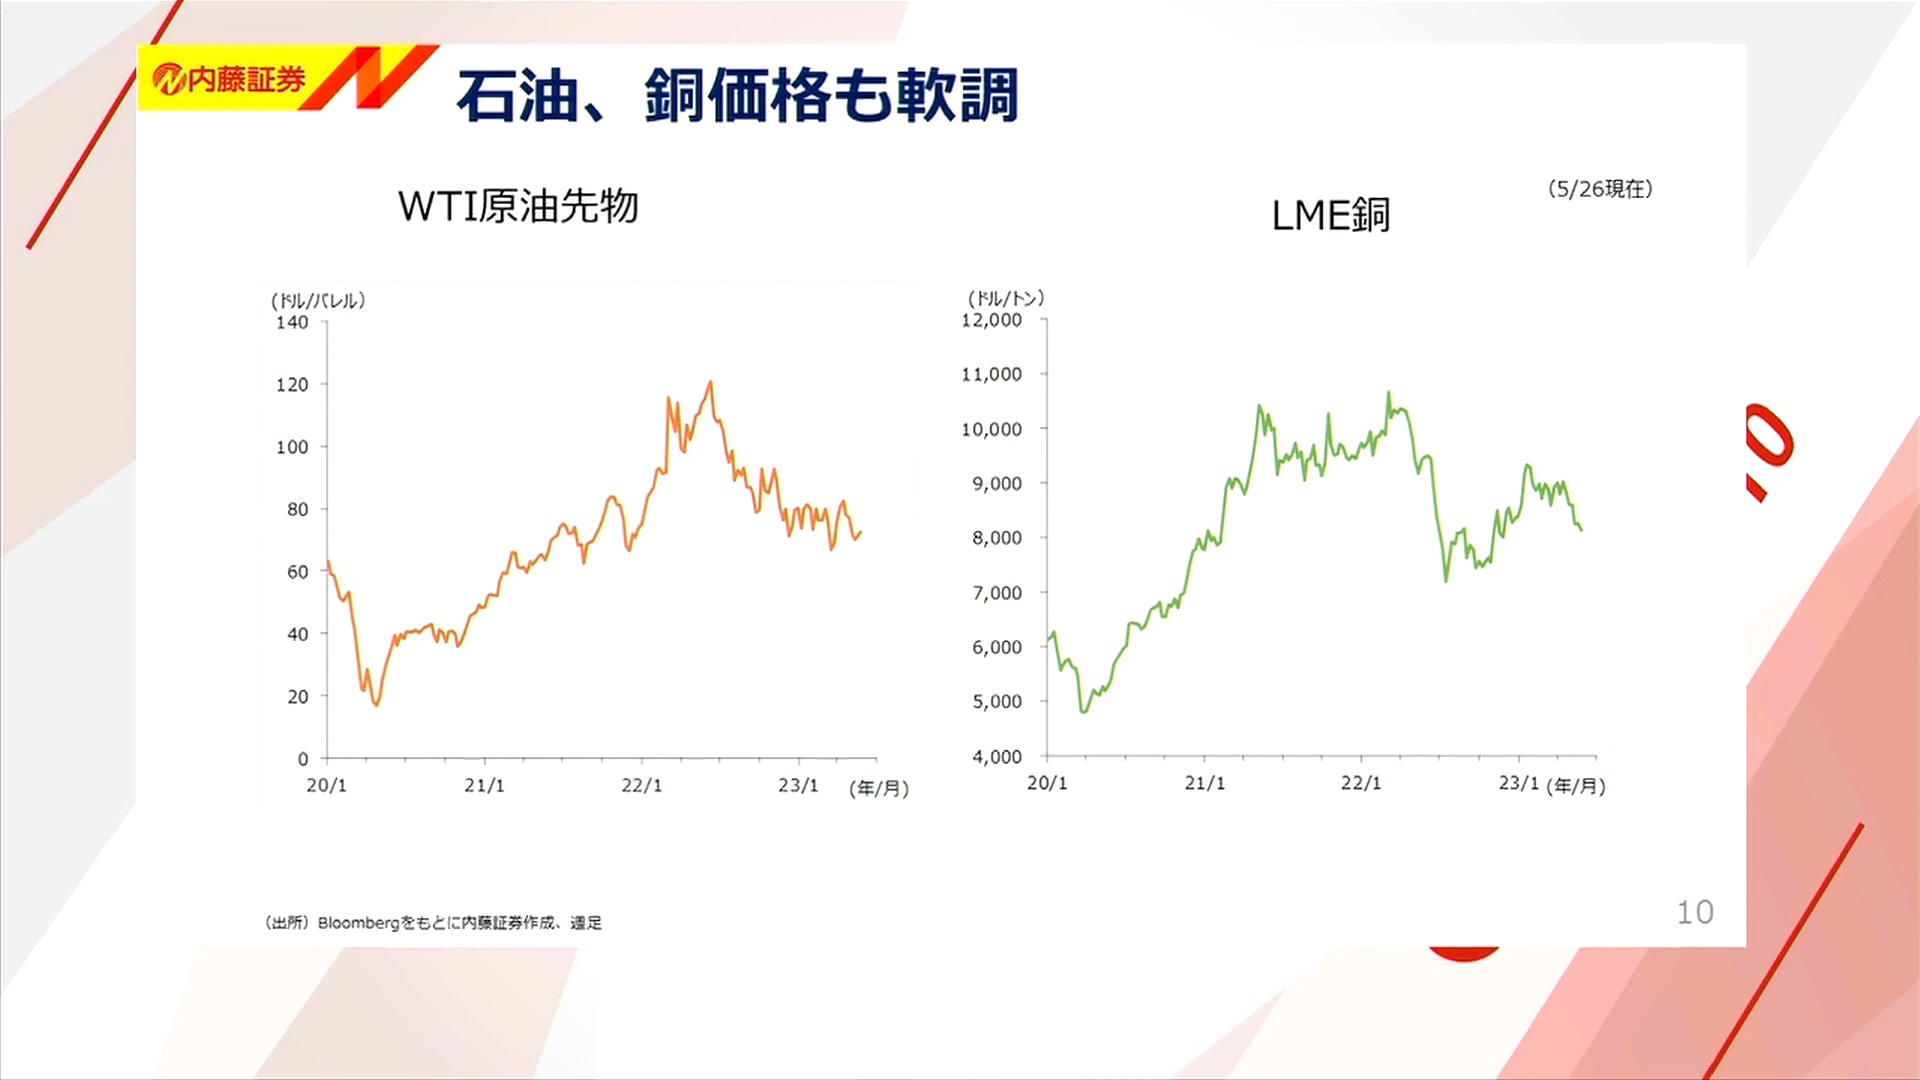 内藤証券
石油、銅価格も軟調
(5/26現在)
WTI原油先物
LME銅
(ドル/バレル)
140
120
100
80
60
40
20
0
20/1
21/1
22/1
23/1
(年/月)
(ドル/トン)
12,000
11,000
10,000
9,000
8,000
7,000
6,000
5,000
4,000
20/1
21/1
22/1
23/1
(年/月)
(出所)Bloombergをもとに内藤証券作成、週足
10